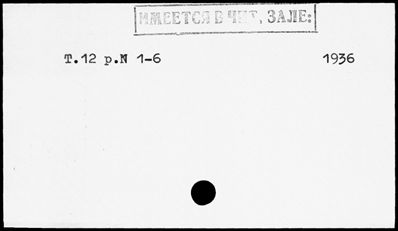 ИМЕЕТСЯ В ЧИТ. ЗАЛЕ:
Т.12 р.N 1-6 1936